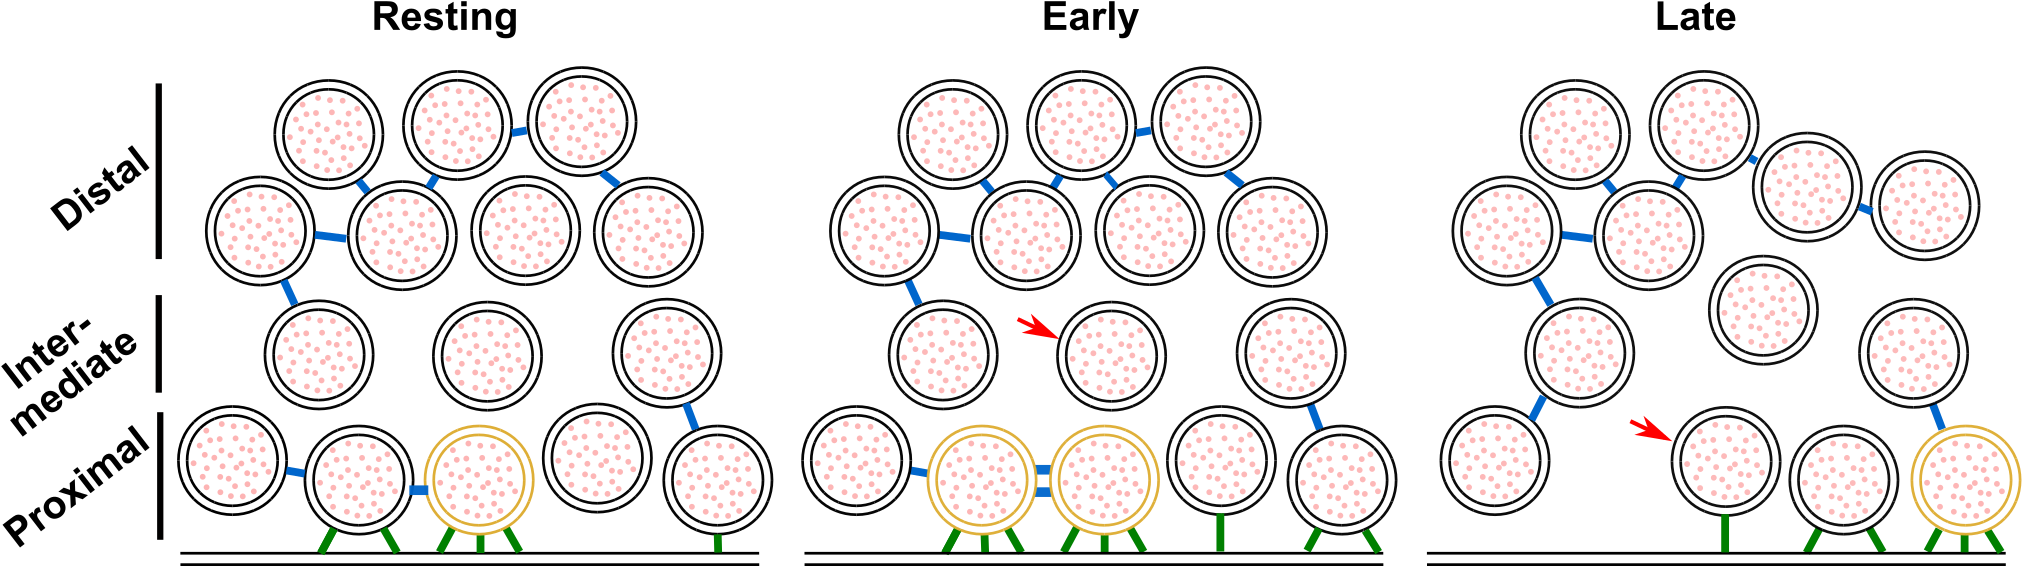 Resting
Early
Late
Distal
Inter-
mediate
Proximal